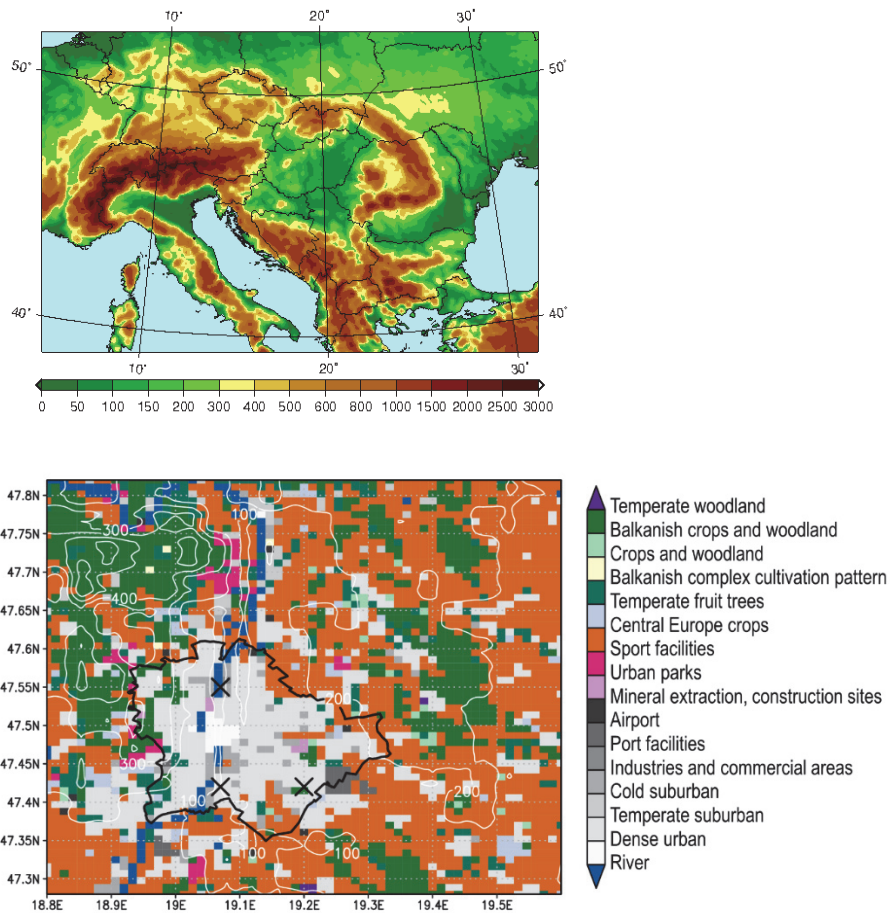 10° 20° 30°
50° 50°
40° 40°
10° 20° 30°
0 50 100 150 200 300 400 500 600 800 1000 1500 2000 2500 3000
47.8N
47.75N
47.7N
47.65N
47.6N
47.55N
47.5N
47.45N
47.4N
47.35N
47.3N
300 100
400
200
300
100 200
100 100
18.8E 18.9E 19E 19.1E 19.2E 19.3E 19.4E 19.5E
Temperate woodland
Balkanish crops and woodland
Crops and woodland
Balkanish complex cultivation pattern
Temperate fruit trees
Central Europe crops
Sport facilities
Urban parks
Mineral extraction, construction sites
Airport
Port facilities
Industries and commercial areas
Cold suburban
Temperate suburban
Dense urban
River